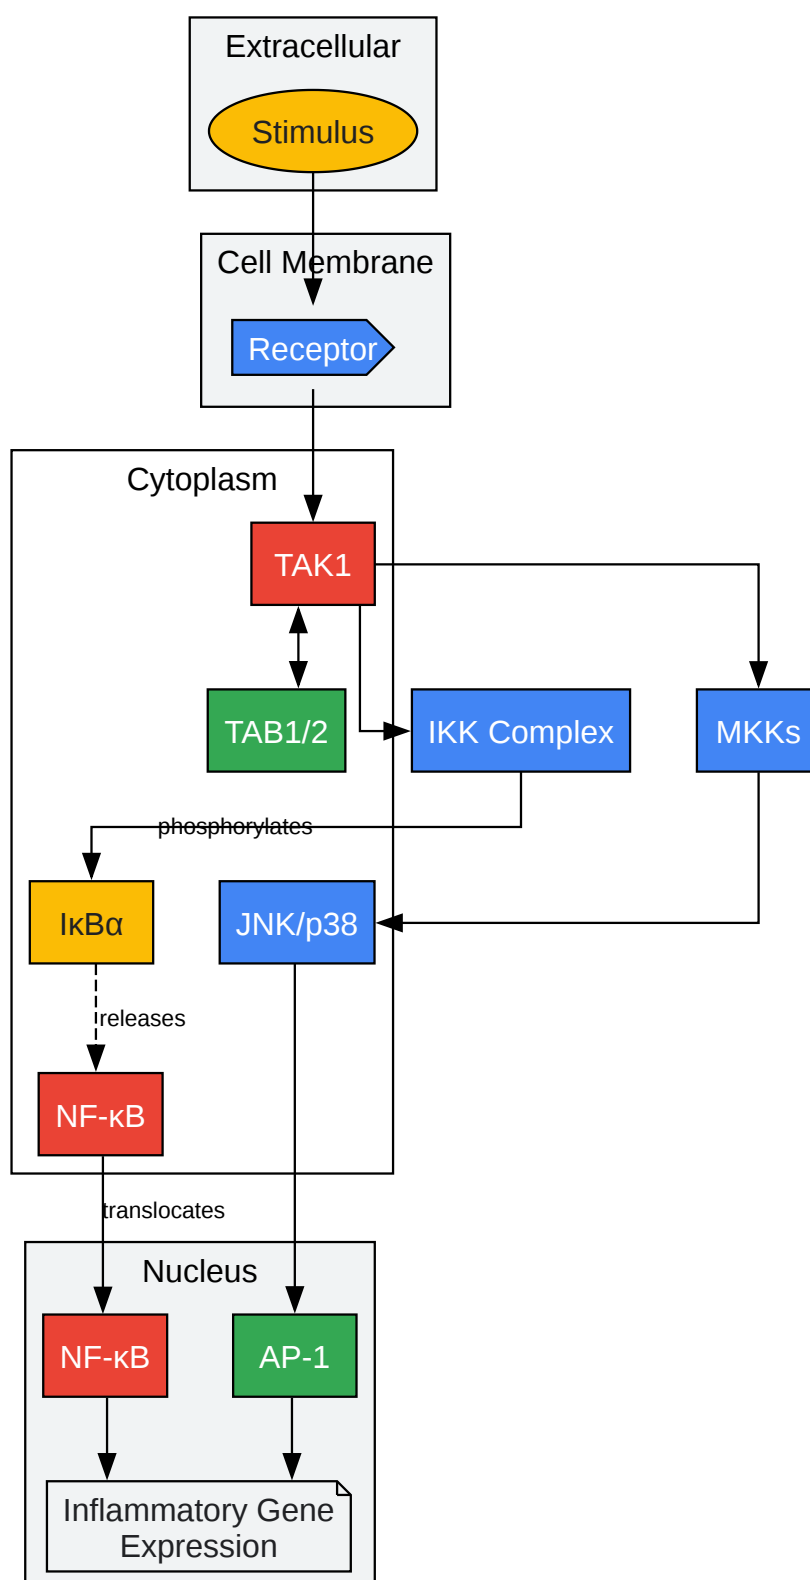 Extracellular
Stimulus
Cell Membrane
Receptor
Cytoplasm
TAK1
TAB1/2
IKK Complex
MKKs
phosphorylates
IκBα
JNK/p38
releases
NF-κB
translocates
Nucleus
NF-κB
AP-1
Inflammatory Gene
Expression